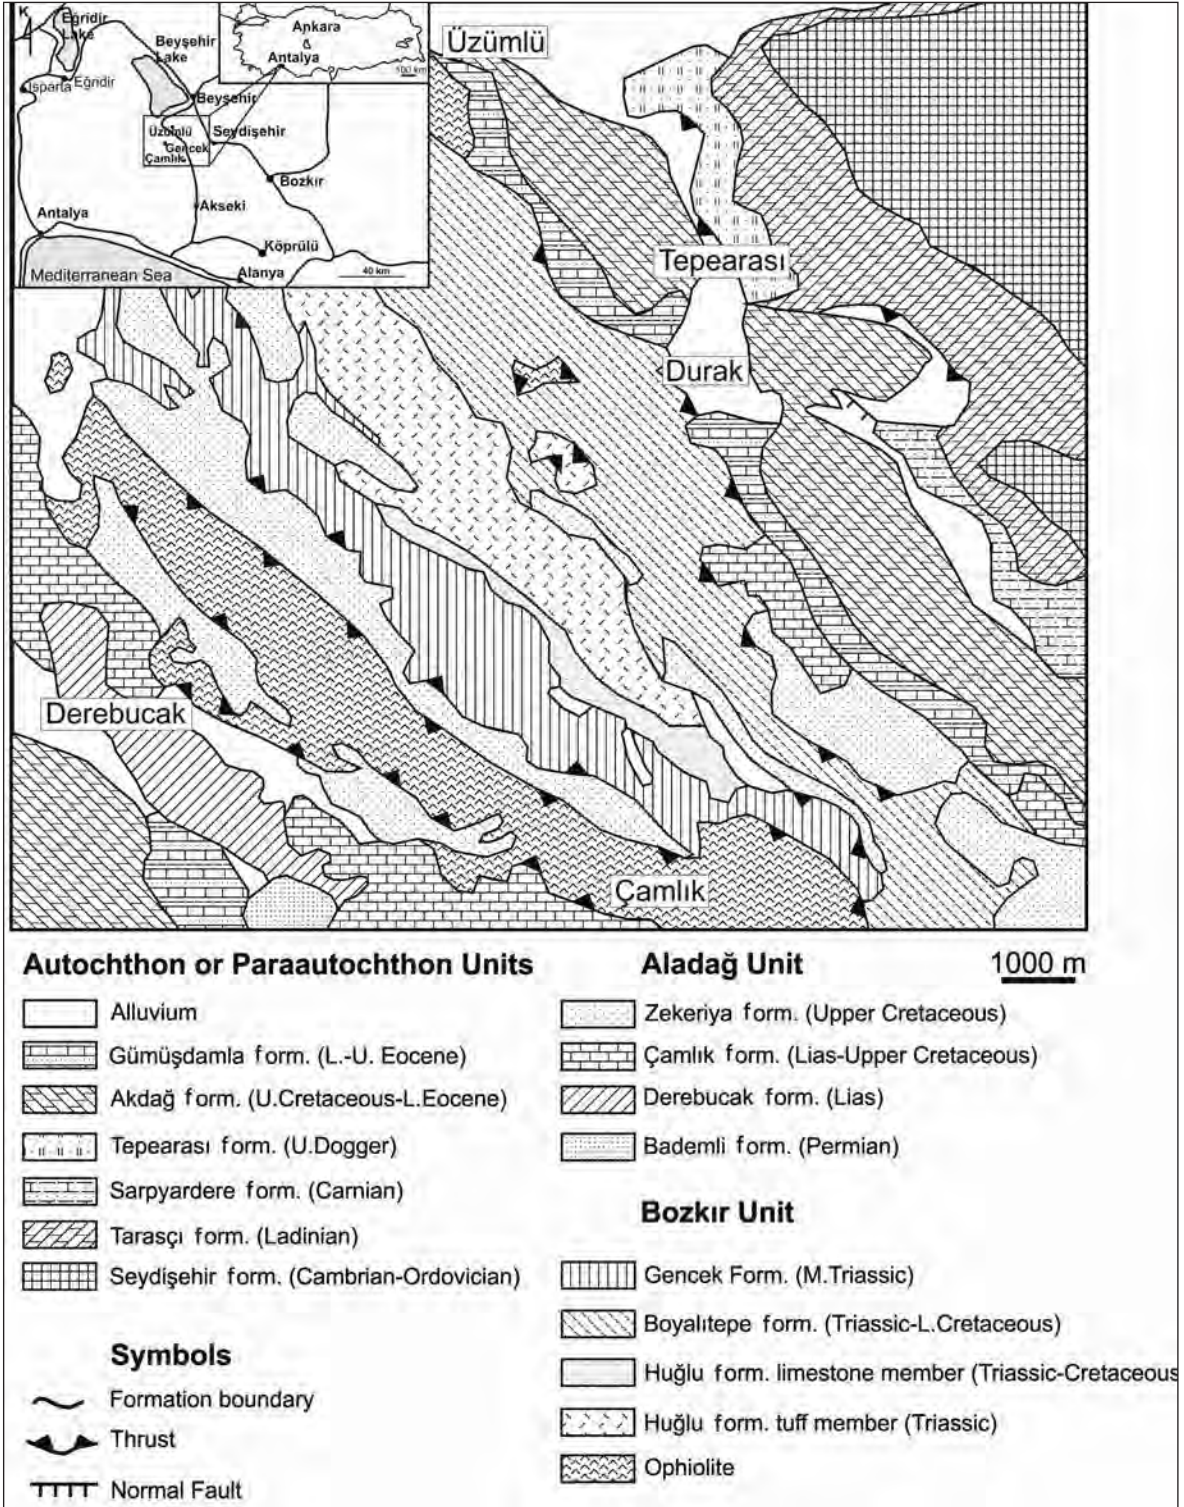 K
Eğridir
Lake
Beyşehir
Lake
Isparta
Eğridir
Beyşehir
Üzümlü
Gencek
Çamlık
Seydişehir
Bozkır
Akseki
Antalya
Köprülü
Alanya
Mediterranean Sea
40 km
Ankara
Antalya
100 km
Üzümlü
Tepearası
Durak
Derebucak
Çamlık
Autochthon or Paraautochthon Units
Alluvium
Gümüşdamla form. (L.-U. Eocene)
Akdağ form. (U.Cretaceous-L.Eocene)
Tepearası form. (U.Dogger)
Sarpyardere form. (Carnian)
Tarasçı form. (Ladinian)
Seydişehir form. (Cambrian-Ordovician)
Symbols
Formation boundary
Thrust
Normal Fault
Aladağ Unit
1000 m
Zekeriya form. (Upper Cretaceous)
Çamlık form. (Lias-Upper Cretaceous)
Derebucak form. (Lias)
Bademli form. (Permian)
Bozkır Unit
Gencek Form. (M.Triassic)
Boyalıtepe form. (Triassic-L.Cretaceous)
Huğlu form. limestone member (Triassic-Cretaceous
Huğlu form. tuff member (Triassic)
Ophiolite